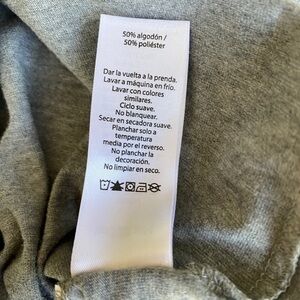 50% algodón /
50% poliéster
Dar la vuelta a la prenda.
Lavar a máquina en frío.
Lavar con colores
similares.
Ciclo suave.
No blanquear.
Secar en secadora suave.
Planchar solo a
temperatura
media por el reverso.
No planchar la
decoración.
No limpiar en seco.